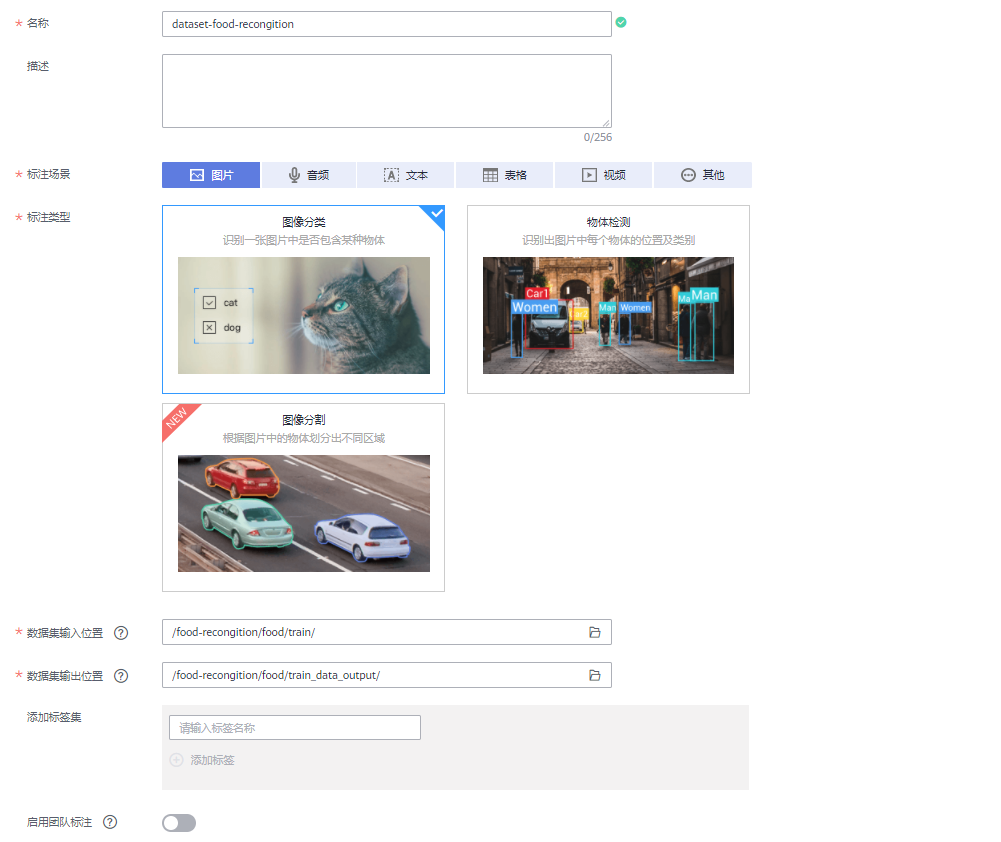 * 名称
dataset-food-recongition
描述
0/256
* 标注场景
图片
音频
文本
表格
视频
其他
* 标注类型
图像分类
识别一张图片中是否包含某种物体
cat
dog
物体检测
识别出图片中每个物体的位置及类别
Car1
Women
Car2
Man
Women
Ma
Man
NEW
图像分割
根据图片中的物体划分出不同区域
* 数据集输入位置 ?
/food-recongition/food/train/
* 数据集输出位置 ?
/food-recongition/food/train_data_output/
添加标签集
请输入标签名称
添加标签
启用团队标注 ?